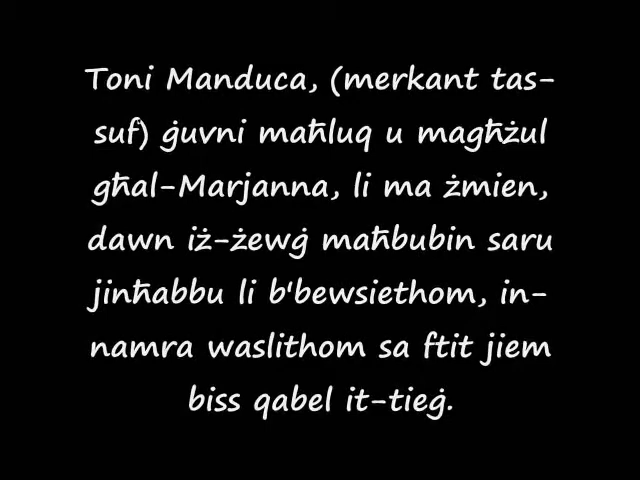 Toni Manduca, (merkant tas-
suf) ġuvni maħluq u magħżul
għal-Marjanna, li ma żmien,
dawn iż-żewġ maħbubin saru
jinħabbu li b'bewsiethom, in-
namra waslithom sa ftit jiem
biss qabel it-tieġ.